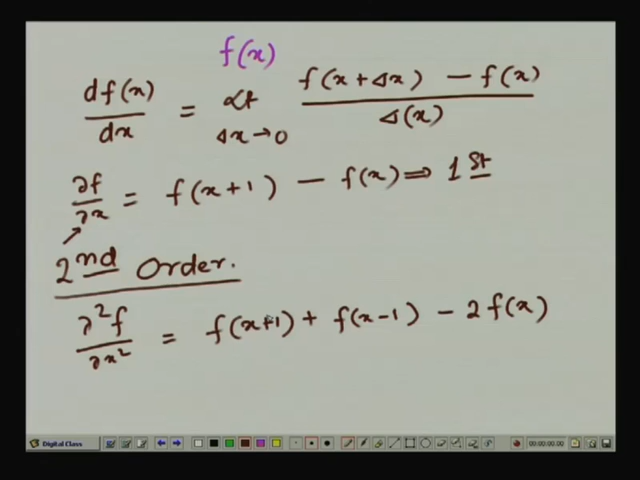 f(x)
df(x)/dx = Lt Δx→0 f(x+Δx) − f(x) / Δ(x)
∂f/∂x = f(x+1) − f(x) ⇒ 1st
2nd Order.
∂²f/∂x² = f(x+1) + f(x−1) − 2f(x)
Digital Class 00:00:00.00